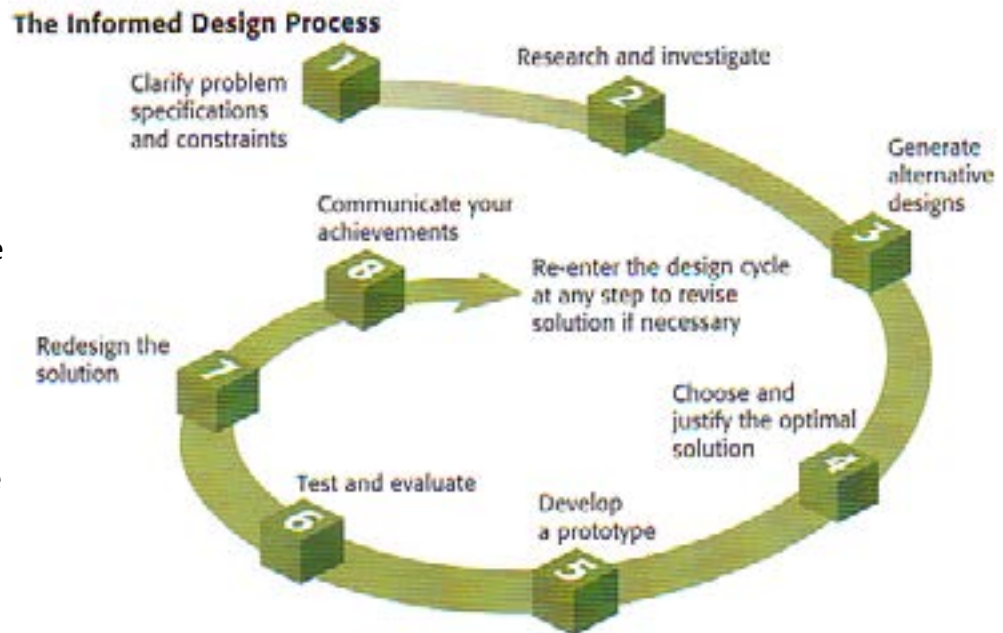 The Informed Design Process
1
Clarify problem
specifications
and constraints
Research and investigate
2
Generate
alternative
designs
3
Choose and
justify the optimal
solution
4
Develop
a prototype
5
Test and evaluate
6
Redesign the
solution
7
Communicate your
achievements
8
Re-enter the design cycle
at any step to revise
solution if necessary
e